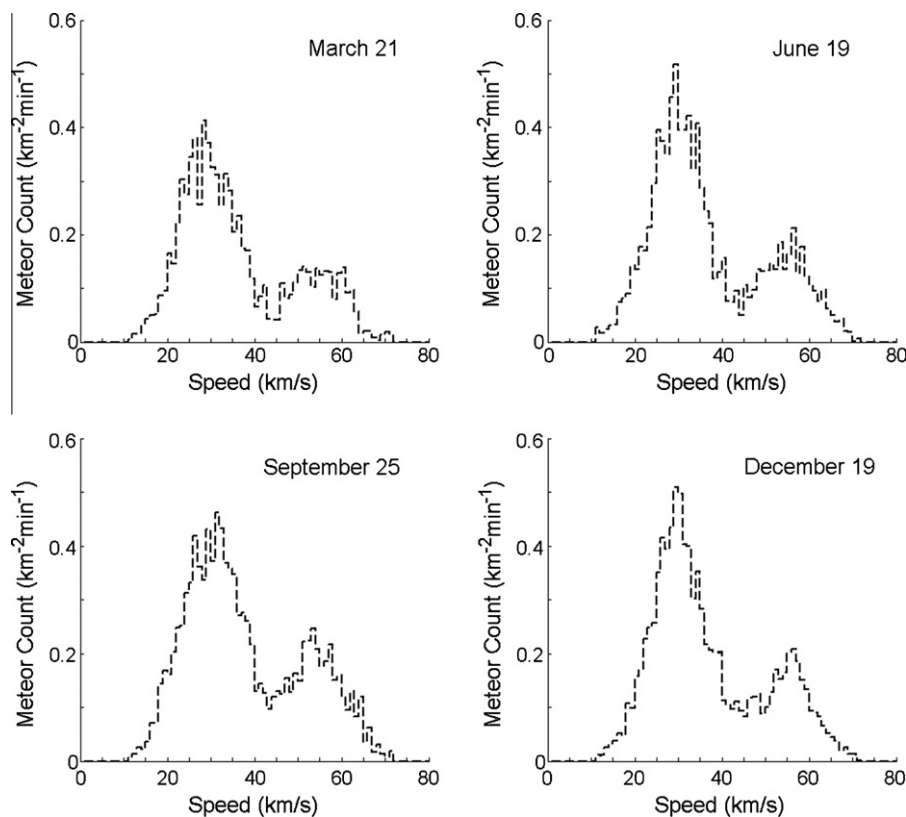 March 21
0.6
0.4
0.2
0
Meteor Count (km⁻²min⁻¹)
0 20 40 60 80
Speed (km/s)
June 19
0.6
0.4
0.2
0
Meteor Count (km⁻²min⁻¹)
0 20 40 60 80
Speed (km/s)
September 25
0.6
0.4
0.2
0
Meteor Count (km⁻²min⁻¹)
0 20 40 60 80
Speed (km/s)
December 19
0.6
0.4
0.2
0
Meteor Count (km⁻²min⁻¹)
0 20 40 60 80
Speed (km/s)